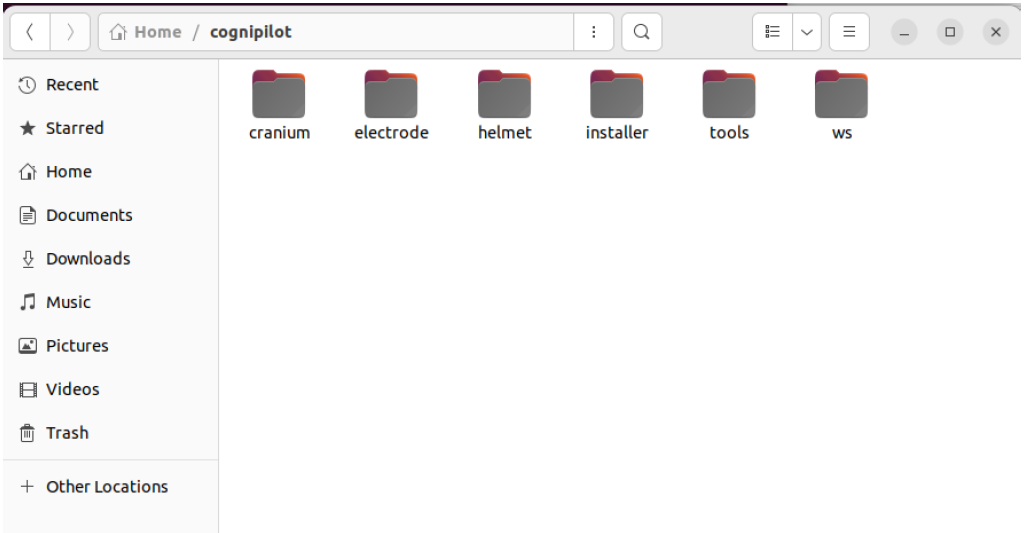 Home / cognipilot
Recent
Starred
Home
Documents
Downloads
Music
Pictures
Videos
Trash
+ Other Locations
cranium electrode helmet installer tools ws